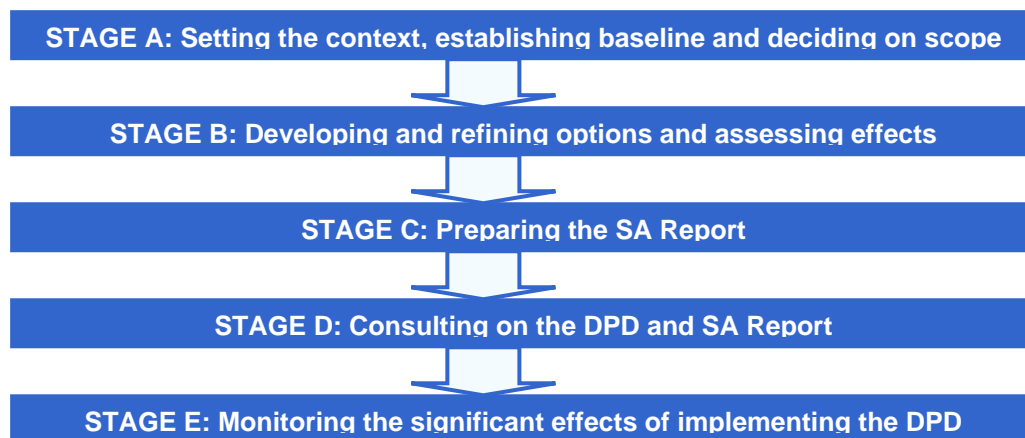 STAGE A: Setting the context, establishing baseline and deciding on scope
STAGE B: Developing and refining options and assessing effects
STAGE C: Preparing the SA Report
STAGE D: Consulting on the DPD and SA Report
STAGE E: Monitoring the significant effects of implementing the DPD